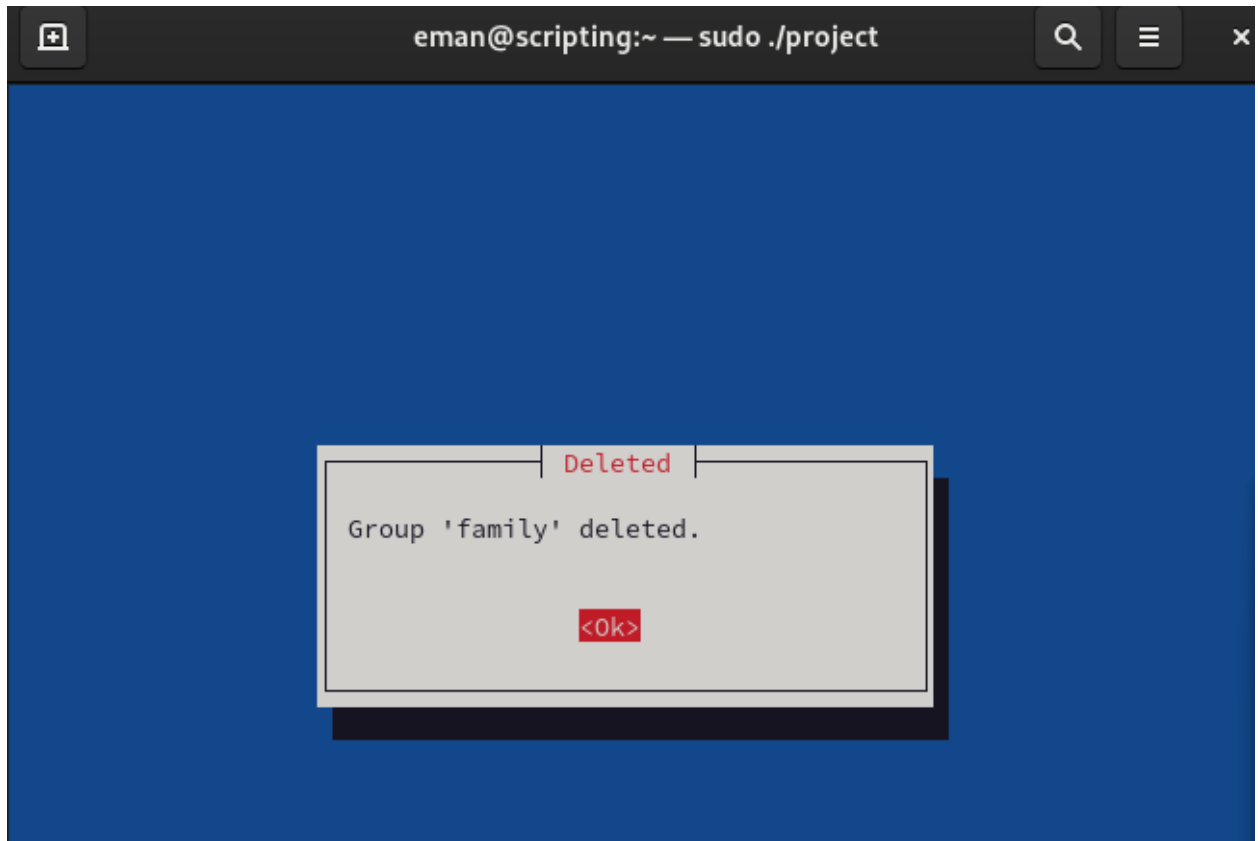 eman@scripting:~ — sudo ./project
Deleted
Group 'family' deleted.
<Ok>